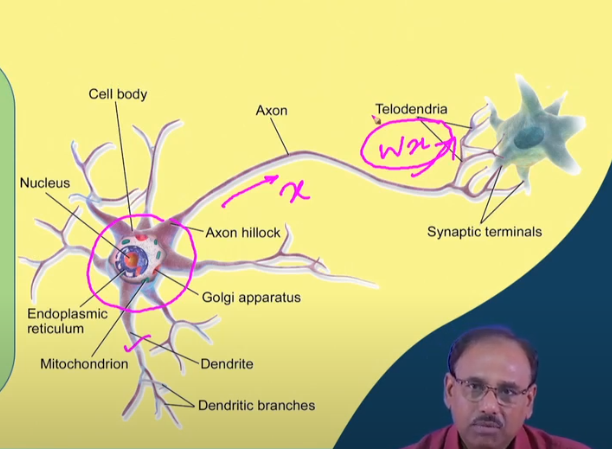 Cell body
Axon
Telodendria
Wx
Nucleus
x
Axon hillock
Synaptic terminals
Golgi apparatus
Endoplasmic
reticulum
Mitochondrion
Dendrite
Dendritic branches